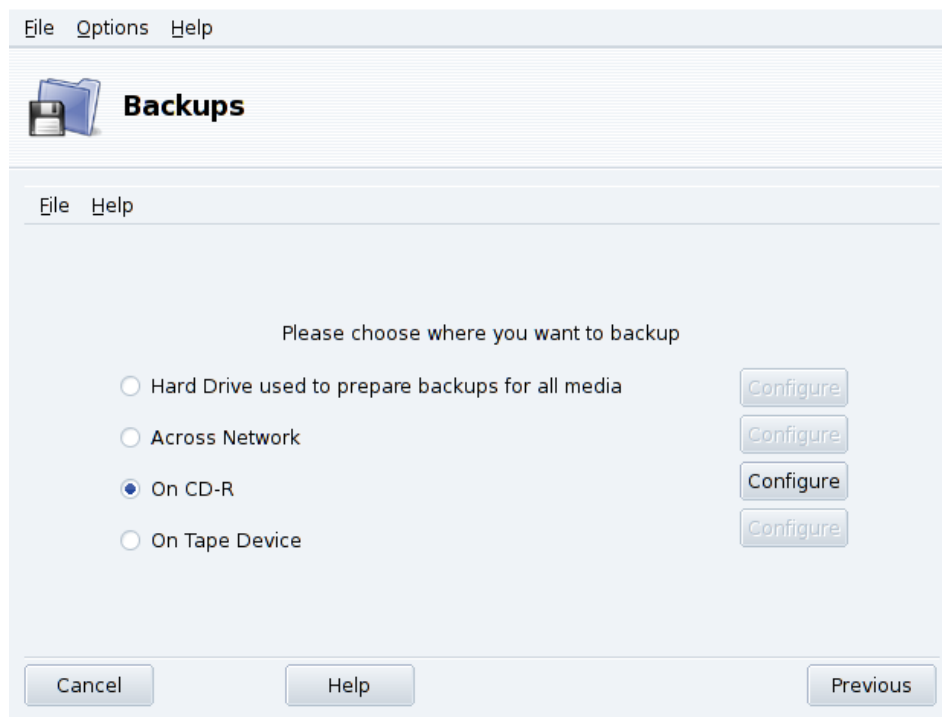 File Options Help
Backups
File Help
Please choose where you want to backup
Hard Drive used to prepare backups for all media Configure
Across Network Configure
On CD-R Configure
On Tape Device Configure
Cancel Help Previous